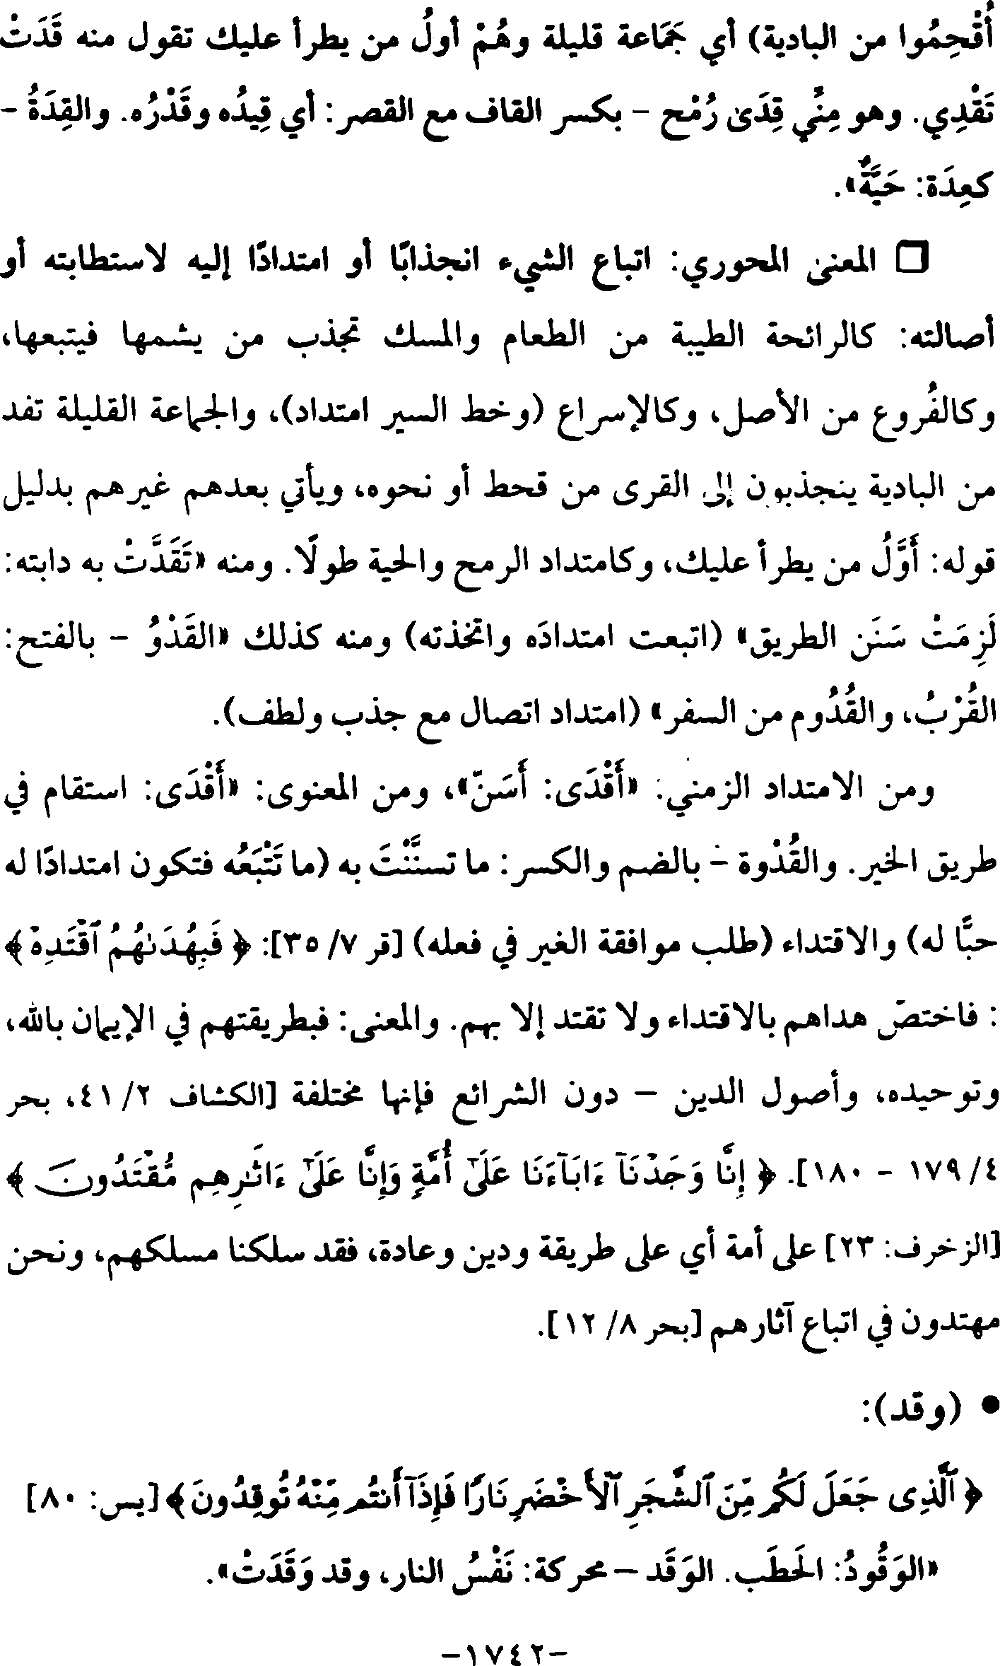 أُقْحِمُوا من البادية) أي جَمَاعة قليلة وهُمْ أولُ من يطرأ عليك تقول منه قَدَتْ
تَقْدِي. وهو مِنِّي قِدَىٰ رُمْح – بكسر القاف مع القصر: أي قِيدُه وقَدْرُه. والقِدَةُ –
كعِدَة: حَيَّةٌ».
❒ المعنىٰ المحوري: اتباع الشيء انجذابًا أو امتدادًا إليه لاستطابته أو
أصالته: كالرائحة الطيبة من الطعام والمسك تجذب من يشمها فيتبعها،
وكالفُروع من الأصل، وكالإسراع (وخط السير امتداد)، والجماعة القليلة تفد
من البادية ينجذبون إلى القرى من قحط أو نحوه، ويأتي بعدهم غيرهم بدليل
قوله: أَوَّلُ من يطرأ عليك، وكامتداد الرمح والحية طولًا. ومنه «تَقَدَّتْ به دابته:
لَزِمَتْ سَنَن الطريق» (اتبعت امتدادَه واتخذته) ومنه كذلك «القَدْوُ – بالفتح:
القُرْبُ، والقُدُوم من السفر» (امتداد اتصال مع جذب ولطف).
ومن الامتداد الزمني: «أَقْدَى: أَسَنّ»، ومن المعنوى: «أَقْدَى: استقام في
طريق الخير. والقُدْوة – بالضم والكسر: ما تسنَّنْتَ به (ما تَتْبَعُه فتكون امتدادًا له
حبًّا له) والاقتداء (طلب موافقة الغير في فعله) [قر ٧/ ٣٥]: ﴿ فَبِهُدَىٰهُمُ ٱقْتَدِهْ ﴾
: فاختصّ هداهم بالاقتداء ولا تقتد إلا بهم. والمعنى: فبطريقتهم في الإيمان بالله،
وتوحيده، وأصول الدين – دون الشرائع فإنها مختلفة [الكشاف ٢/ ٤١، بحر
٤/ ١٧٩ – ١٨٠]. ﴿ إِنَّا وَجَدْنَآ ءَابَآءَنَا عَلَىٰٓ أُمَّةٍ وَإِنَّا عَلَىٰٓ ءَاثَٰرِهِم مُّقْتَدُونَ ﴾
[الزخرف: ٢٣] على أمة أي على طريقة ودين وعادة، فقد سلكنا مسلكهم، ونحن
مهتدون في اتباع آثارهم [بحر ٨/ ١٢].
• (وقد):
﴿ ٱلَّذِى جَعَلَ لَكُم مِّنَ ٱلشَّجَرِ ٱلْأَخْضَرِ نَارًا فَإِذَآ أَنتُم مِّنْهُ تُوقِدُونَ ﴾ [يس: ٨٠]
«الوَقُودُ: الحَطَب. الوَقَد – محركة: نَفْسُ النار، وقد وَقَدَتْ».
-١٧٤٢-